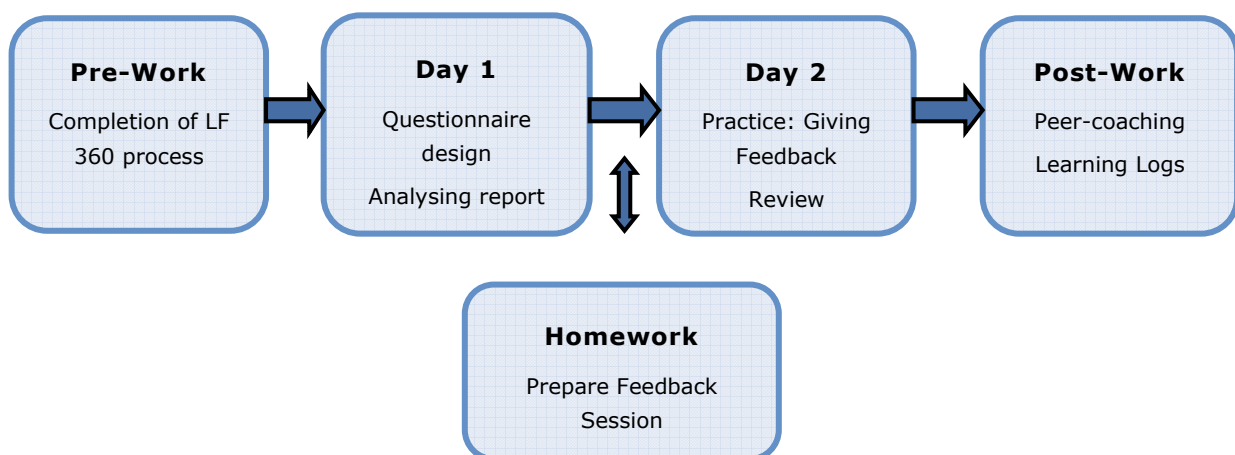 Pre-Work
Completion of LF
360 process
Day 1
Questionnaire
design
Analysing report
Day 2
Practice: Giving
Feedback
Review
Post-Work
Peer-coaching
Learning Logs
Homework
Prepare Feedback
Session